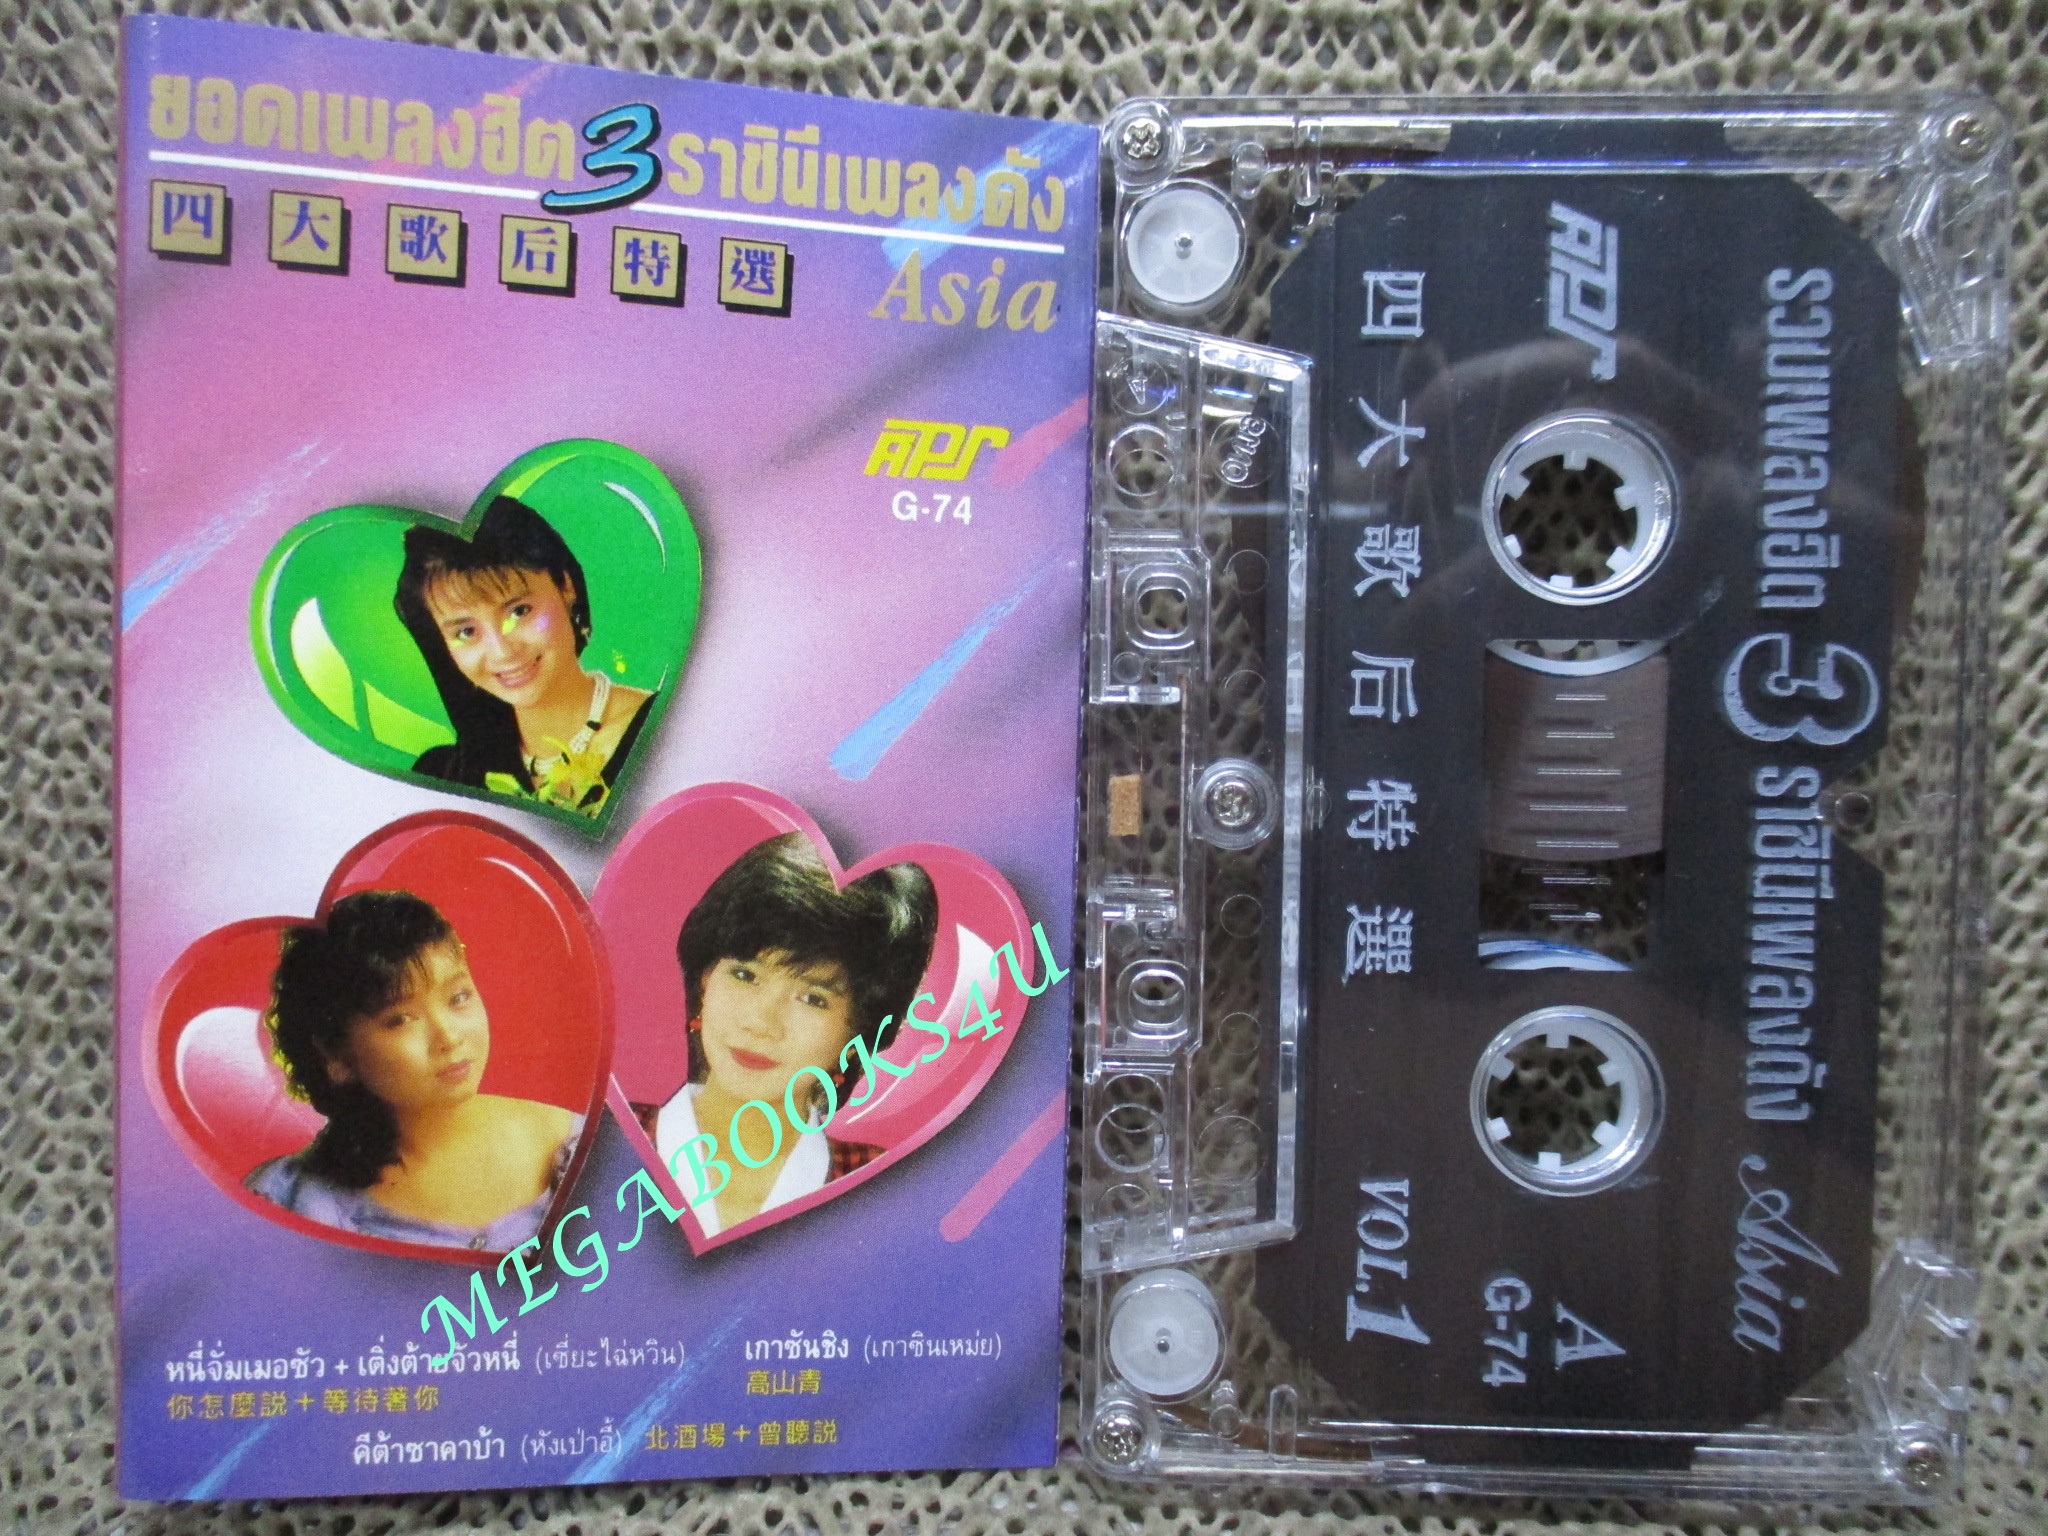 ยอดเพลงฮิต 3 ราชินีเพลงดัง
四大歌后特選
Asia
APS
G-74
หนี่จั่มเมอซัว + เติ่งต้ายจัวหนี่ (เซี่ยะไฉ่หวิน)
你怎麼説+等待著你
เกาซันชิง (เกาซินเหม่ย)
高山青
คีต้าซาคาบ้า (หังเป่าอี้)
北酒場+曾聽説
MEGABOOKS4U
รวมเพลงฮิต 3 ราชินีเพลงดัง Asia
APS
A
G-74
四大歌后特選 VOL.1